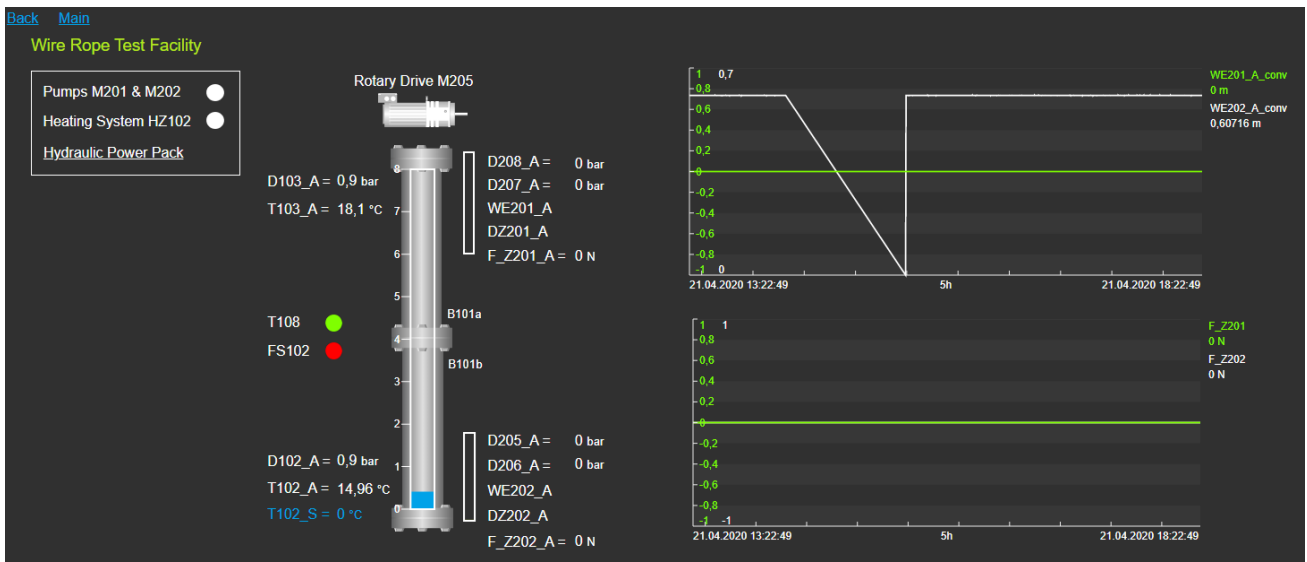 Back Main
Wire Rope Test Facility
Pumps M201 & M202
Heating System HZ102
Hydraulic Power Pack
Rotary Drive M205
D103_A = 0,9 bar
T103_A = 18,1 °C
T108
FS102
D102_A = 0,9 bar
T102_A = 14,96 °C
T102_S = 0 °C
8
7
6
5
4
3
2
1
0
B101a
B101b
D208_A = 0 bar
D207_A = 0 bar
WE201_A
DZ201_A
F_Z201_A = 0 N
D205_A = 0 bar
D206_A = 0 bar
WE202_A
DZ202_A
F_Z202_A = 0 N
1 0,7
0,8
0,6
0,4
0,2
0
-0,2
-0,4
-0,6
-0,8
-1 0
21.04.2020 13:22:49 5h 21.04.2020 18:22:49
WE201_A_conv
0 m
WE202_A_conv
0,60716 m
1 1
0,8
0,6
0,4
0,2
0
-0,2
-0,4
-0,6
-0,8
-1 -1
21.04.2020 13:22:49 5h 21.04.2020 18:22:49
F_Z201
0 N
F_Z202
0 N